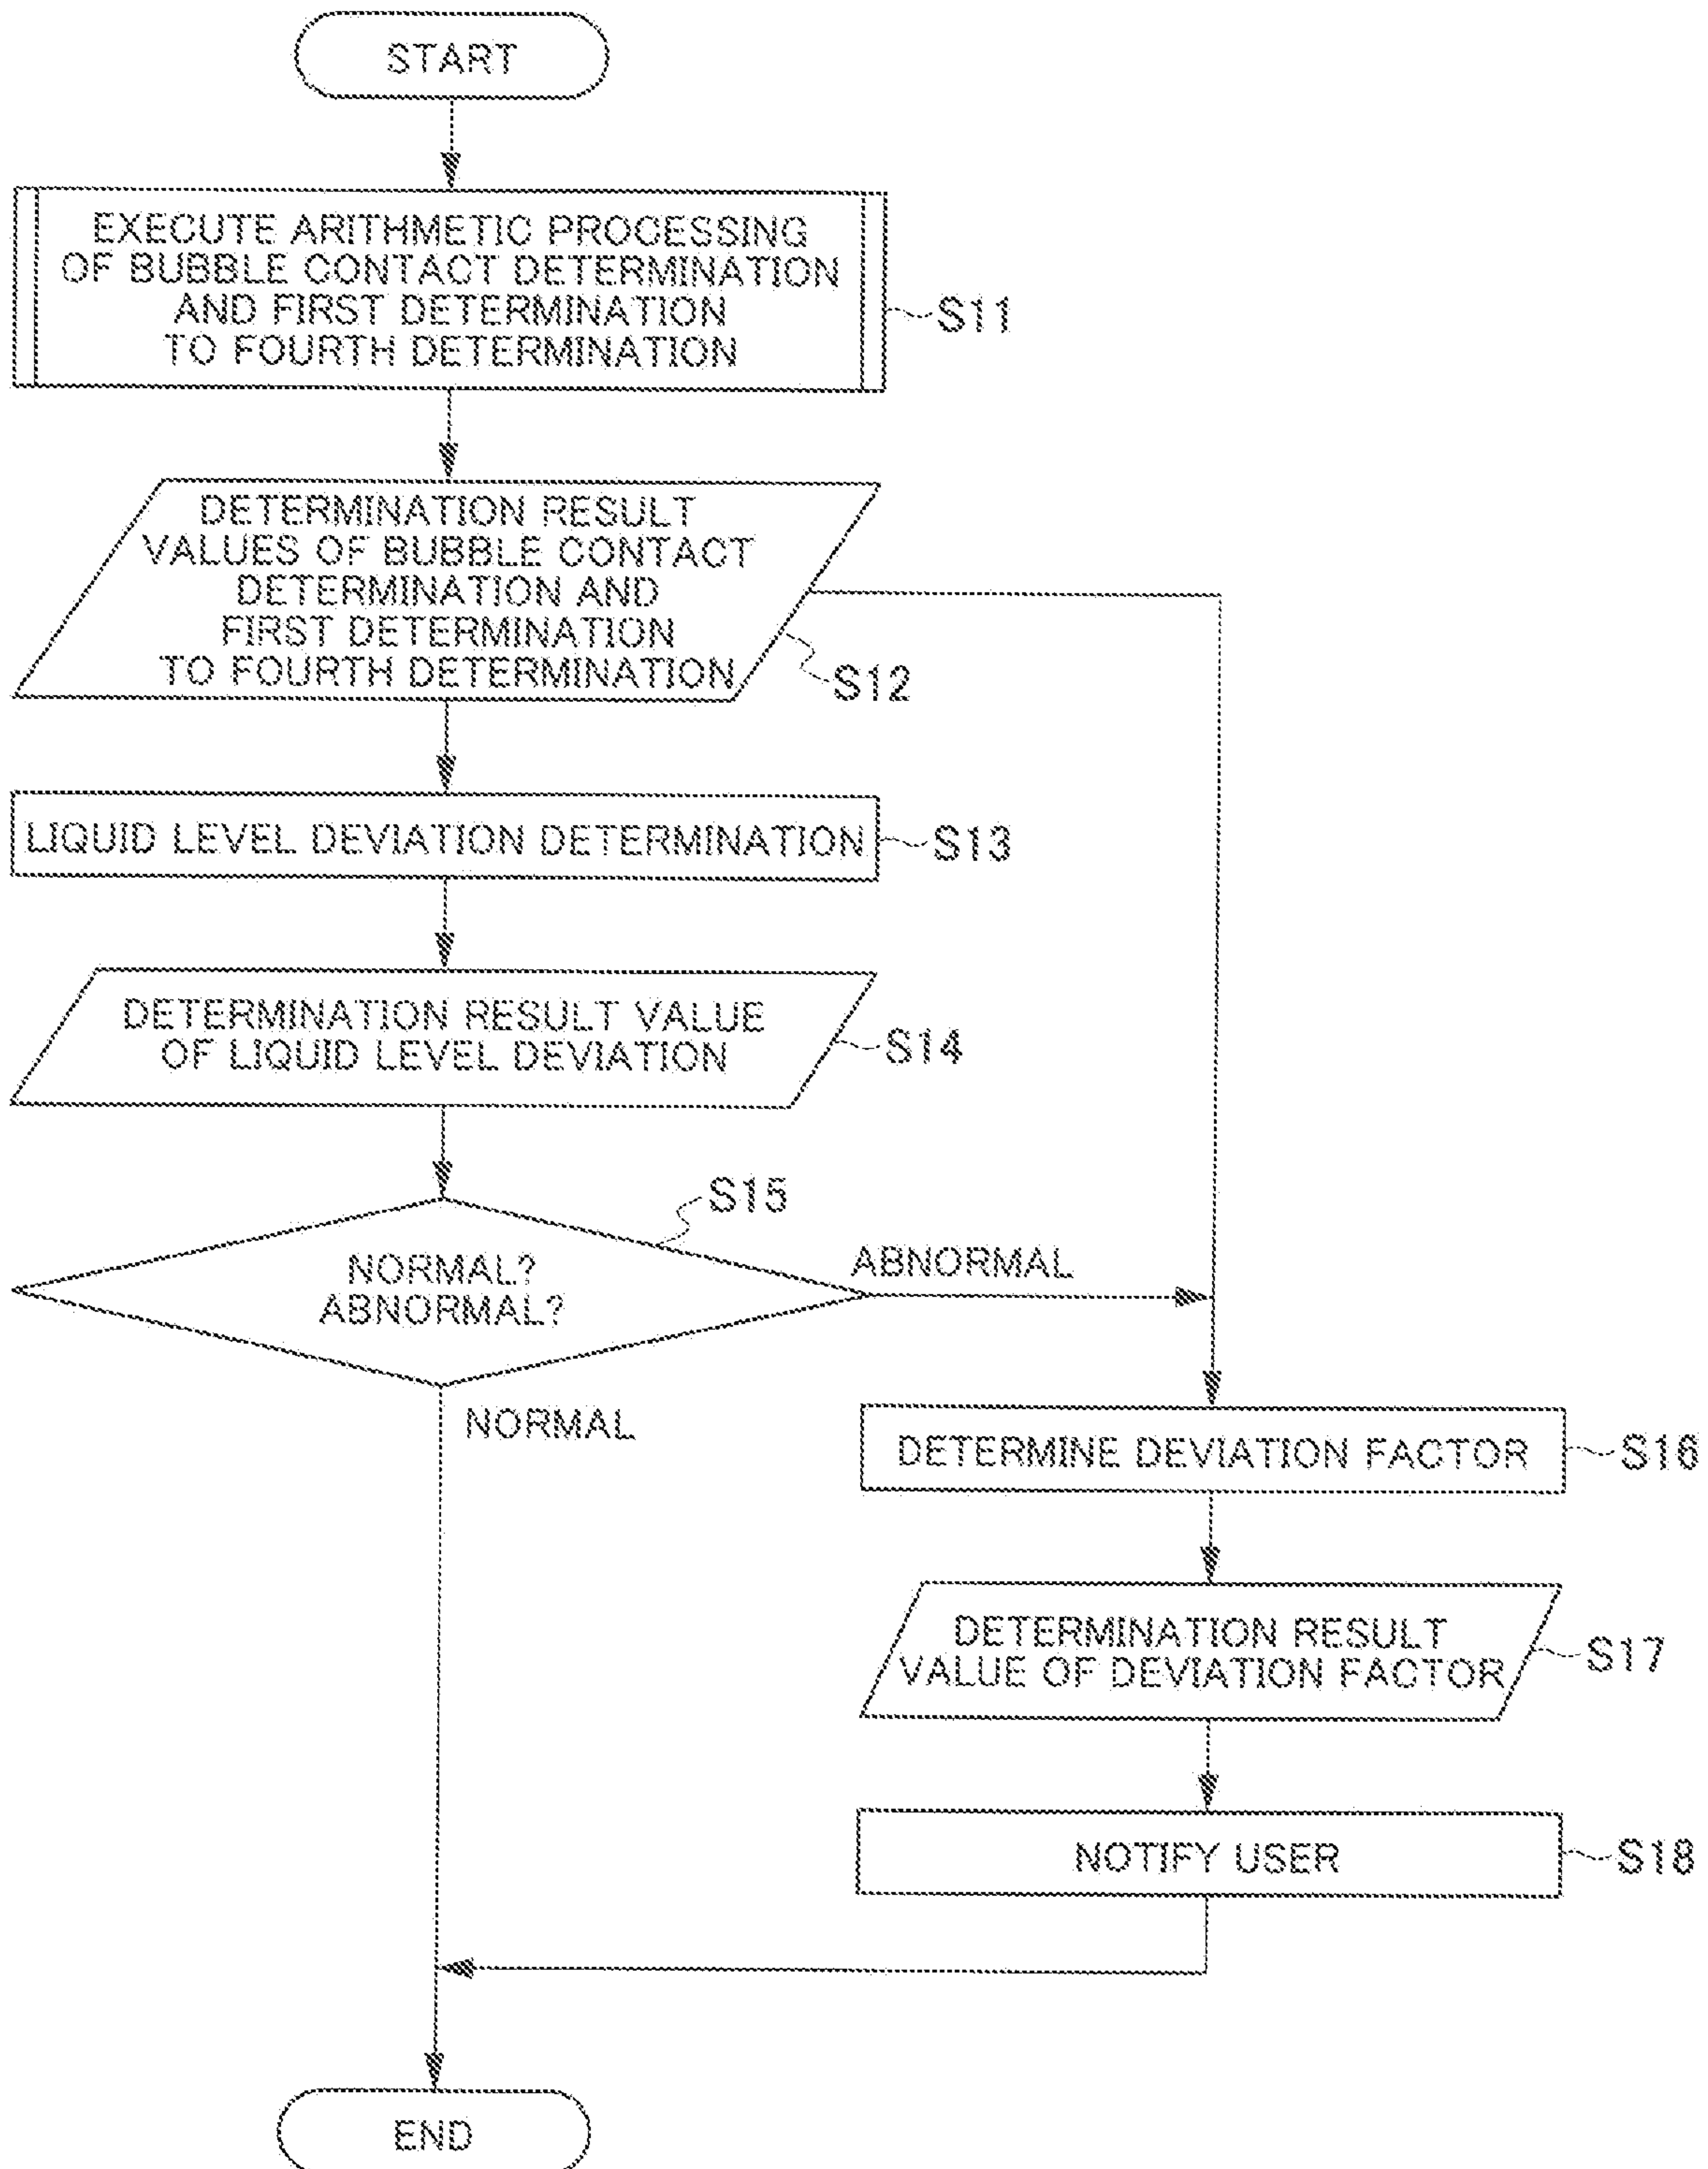 START
EXECUTE ARITHMETIC PROCESSING
OF BUBBLE CONTACT DETERMINATION
AND FIRST DETERMINATION
TO FOURTH DETERMINATION
S11
DETERMINATION RESULT
VALUES OF BUBBLE CONTACT
DETERMINATION AND
FIRST DETERMINATION
TO FOURTH DETERMINATION
S12
LIQUID LEVEL DEVIATION DETERMINATION
S13
DETERMINATION RESULT VALUE
OF LIQUID LEVEL DEVIATION
S14
S15
NORMAL?
ABNORMAL?
ABNORMAL
NORMAL
DETERMINE DEVIATION FACTOR
S16
DETERMINATION RESULT
VALUE OF DEVIATION FACTOR
S17
NOTIFY USER
S18
END